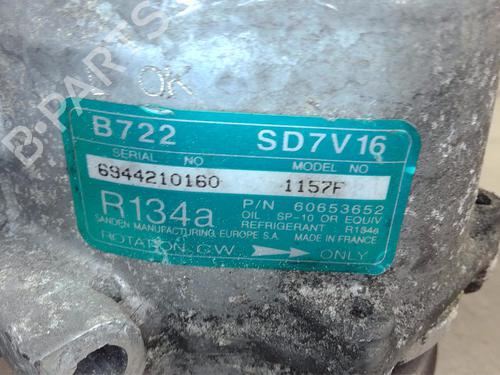 OK
B722 SD7V16
SERIAL NO MODEL NO
6944210160 1157F
R134a
P/N 60653652
OIL SP-10 OR EQUIV
REFRIGERANT R134a
SANDEN MANUFACTURING EUROPE S.A. MADE IN FRANCE
ROTATION CW ONLY
B-PARTS